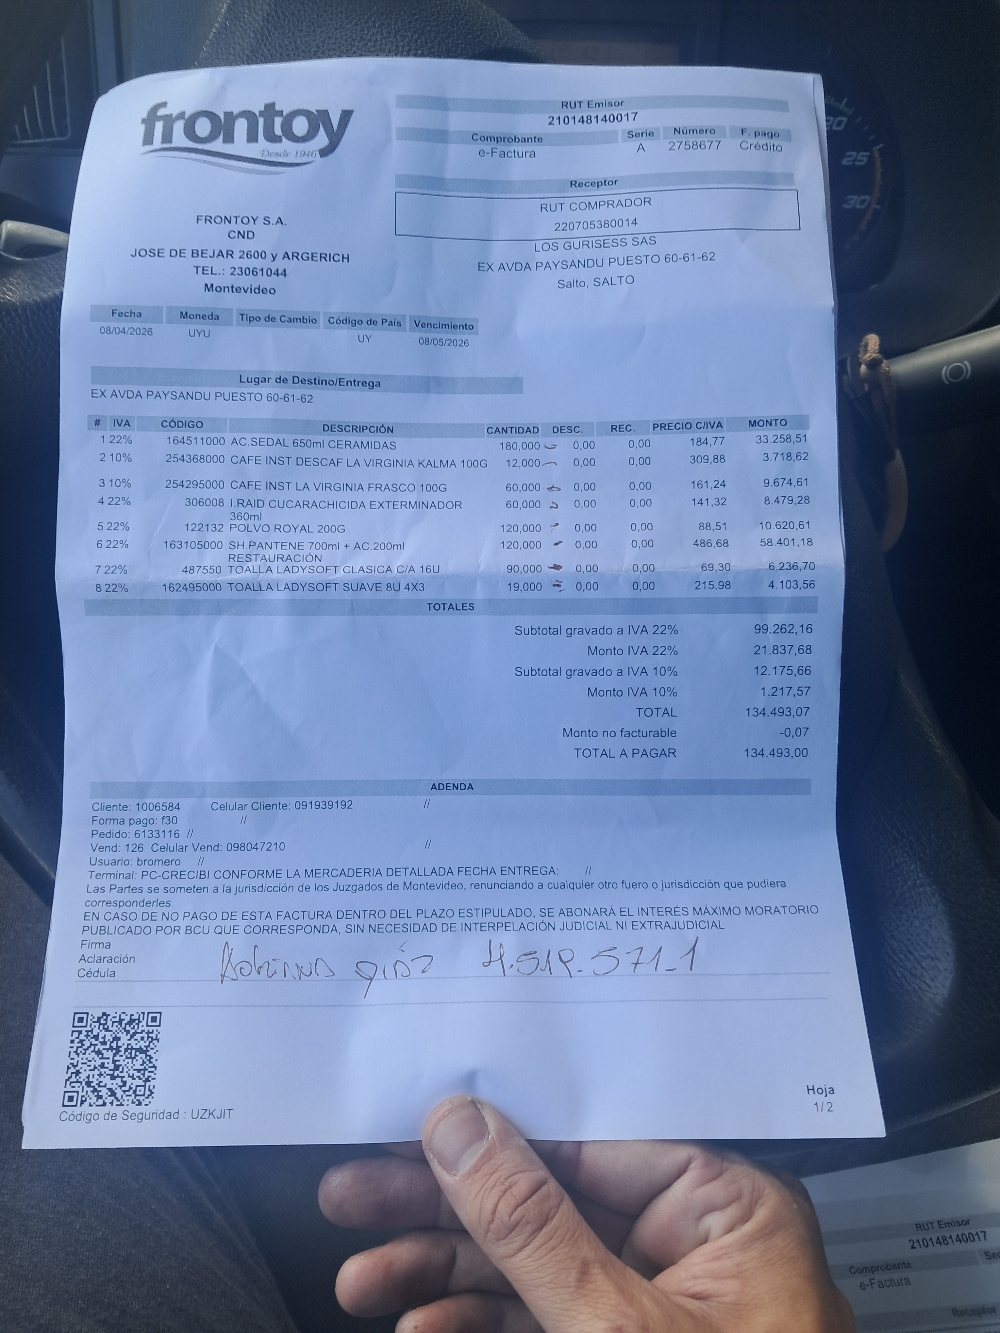 frontoy
Desde 1946
RUT Emisor
210148140017
Comprobante Serie Número F. pago
e-Factura A 2758677 Crédito
Receptor
RUT COMPRADOR
220705380014
LOS GURISESS SAS
EX AVDA PAYSANDU PUESTO 60-61-62
Salto, SALTO
FRONTOY S.A.
CND
JOSE DE BEJAR 2600 y ARGERICH
TEL.: 23061044
Montevideo
Fecha Moneda Tipo de Cambio Código de País Vencimiento
08/04/2026 UYU UY 08/05/2026
Lugar de Destino/Entrega
EX AVDA PAYSANDU PUESTO 60-61-62
# IVA CÓDIGO DESCRIPCIÓN CANTIDAD DESC. REC. PRECIO C/IVA MONTO
1 22% 164511000 AC.SEDAL 650ml CERAMIDAS 180,000 0,00 0,00 184,77 33.258,51
2 10% 254368000 CAFE INST DESCAF LA VIRGINIA KALMA 100G 12,000 0,00 0,00 309,88 3.718,62
3 10% 254295000 CAFE INST LA VIRGINIA FRASCO 100G 60,000 0,00 0,00 161,24 9.674,61
4 22% 306008 I.RAID CUCARACHICIDA EXTERMINADOR 60,000 0,00 0,00 141,32 8.479,28
360ml
5 22% 122132 POLVO ROYAL 200G 120,000 0,00 0,00 88,51 10.620,61
6 22% 163105000 SH.PANTENE 700ml + AC.200ml 120,000 0,00 0,00 486,68 58.401,18
RESTAURACIÓN
7 22% 487550 TOALLA LADYSOFT CLASICA C/A 16U 90,000 0,00 0,00 69,30 6.236,70
8 22% 162495000 TOALLA LADYSOFT SUAVE 8U 4X3 19,000 0,00 0,00 215,98 4.103,56
TOTALES
Subtotal gravado a IVA 22% 99.262,16
Monto IVA 22% 21.837,68
Subtotal gravado a IVA 10% 12.175,66
Monto IVA 10% 1.217,57
TOTAL 134.493,07
Monto no facturable -0,07
TOTAL A PAGAR 134.493,00
ADENDA
Cliente: 1006584 Celular Cliente: 091939192 //
Forma pago: f30 //
Pedido: 6133116 //
Vend: 126 Celular Vend: 098047210 //
Usuario: bromero //
Terminal: PC-CRECIBI CONFORME LA MERCADERIA DETALLADA FECHA ENTREGA: //
Las Partes se someten a la jurisdicción de los Juzgados de Montevideo, renunciando a cualquier otro fuero o jurisdicción que pudiera
corresponderles
EN CASO DE NO PAGO DE ESTA FACTURA DENTRO DEL PLAZO ESTIPULADO, SE ABONARÁ EL INTERÉS MÁXIMO MORATORIO
PUBLICADO POR BCU QUE CORRESPONDA, SIN NECESIDAD DE INTERPELACIÓN JUDICIAL NI EXTRAJUDICIAL
Firma
Aclaración
Cédula 4.519.571-1
Código de Seguridad : UZKJIT
Hoja
1/2
20
25
30
RUT Emisor
210148140017
Comprobante
e-Factura
Receptor